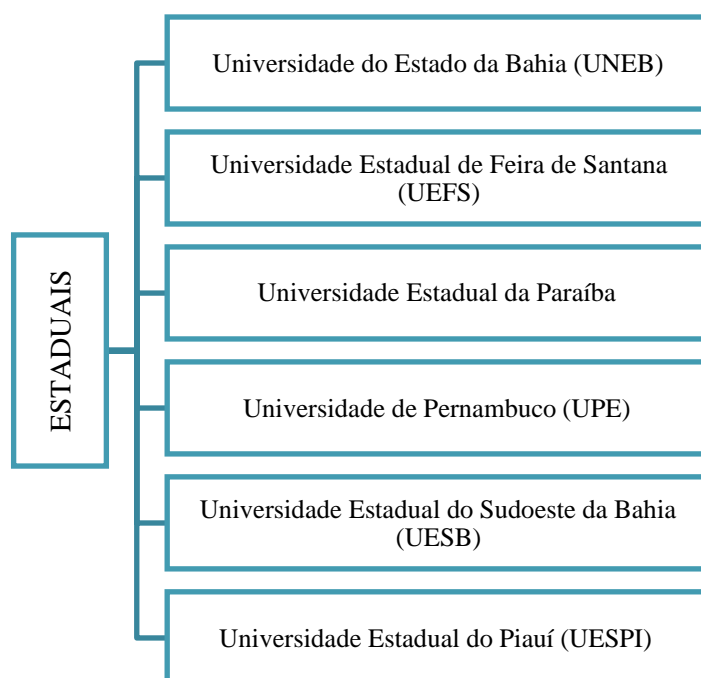 ESTADUAIS
Universidade do Estado da Bahia (UNEB)
Universidade Estadual de Feira de Santana
(UEFS)
Universidade Estadual da Paraíba
Universidade de Pernambuco (UPE)
Universidade Estadual do Sudoeste da Bahia
(UESB)
Universidade Estadual do Piauí (UESPI)